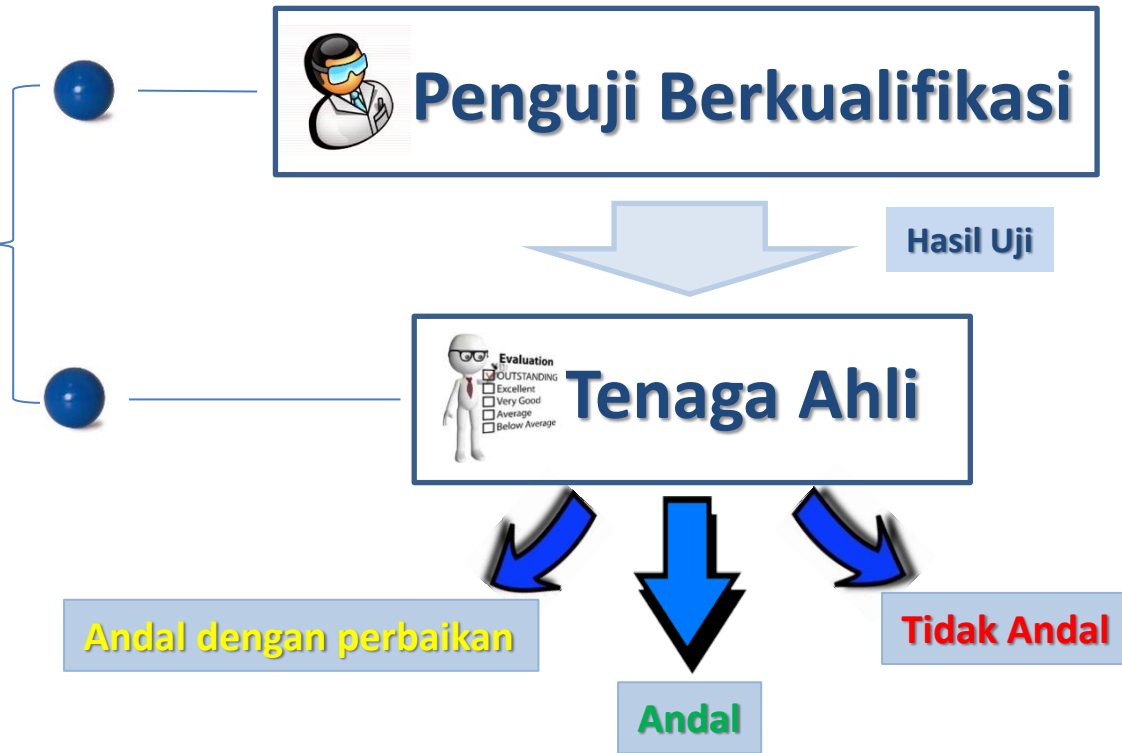 Penguji Berkualifikasi
Hasil Uji
Evaluation
OUTSTANDING
Excellent
Very Good
Average
Below Average
Tenaga Ahli
Andal dengan perbaikan
Tidak Andal
Andal